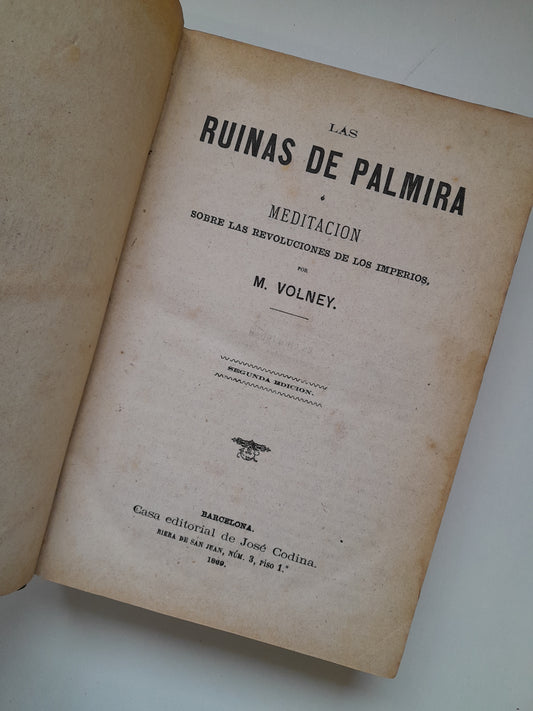 LAS
RUINAS DE PALMIRA
ó
MEDITACION
SOBRE LAS REVOLUCIONES DE LOS IMPERIOS,
POR
M. VOLNEY.
SEGUNDA EDICION.
BARCELONA.
Casa editorial de José Codina.
RIERA DE SAN JUAN, NÚM. 3, PISO 1.º
1869.